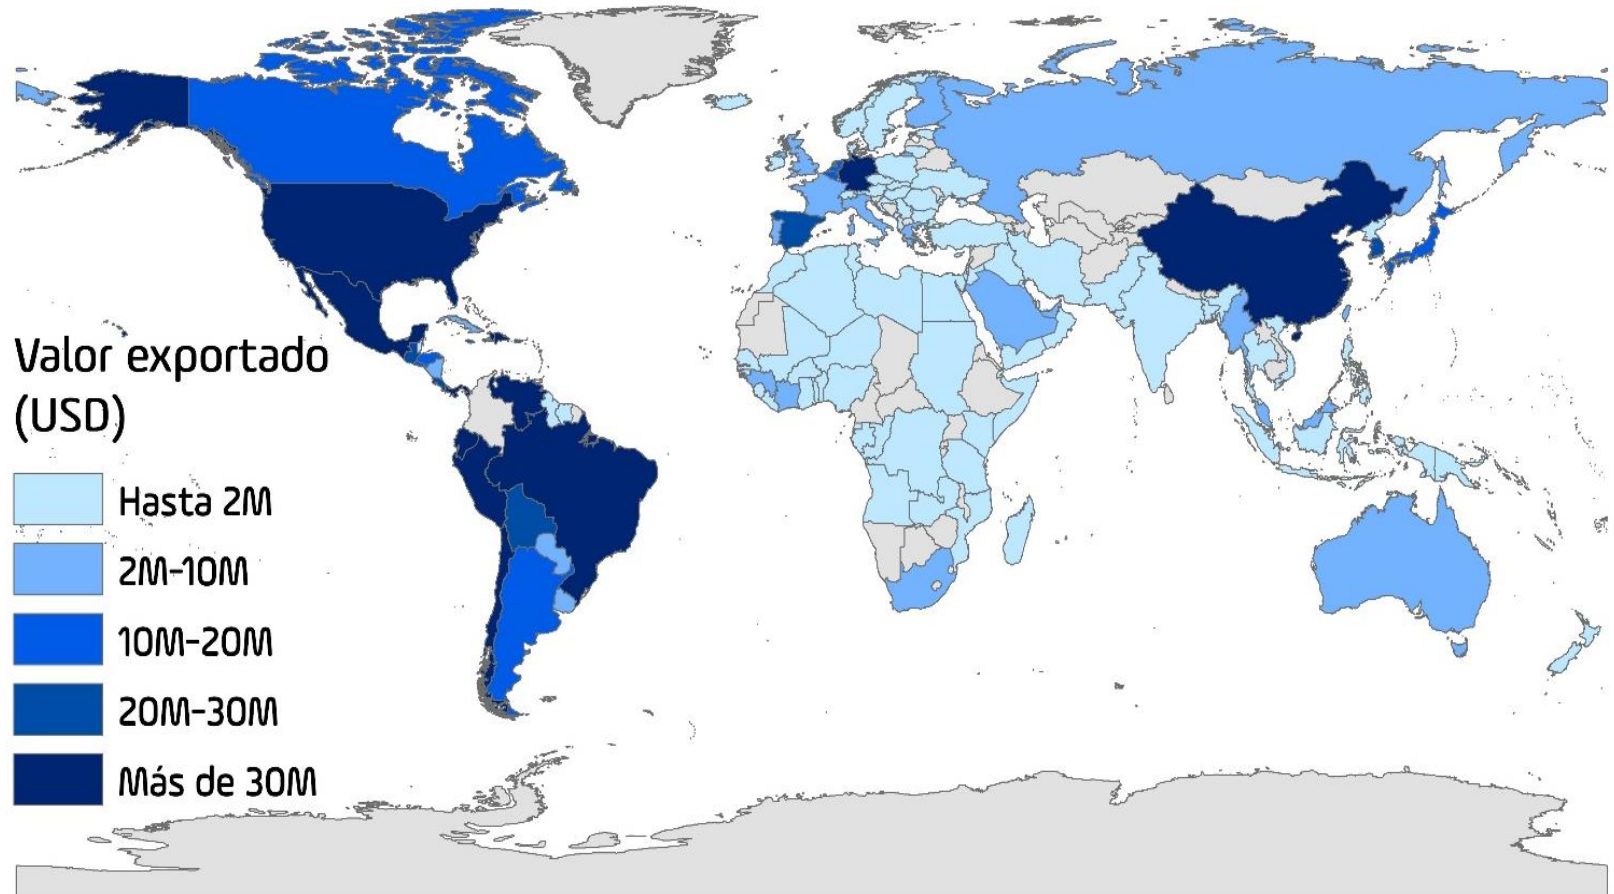 Valor exportado
(USD)
Hasta 2M
2M-10M
10M-20M
20M-30M
Más de 30M